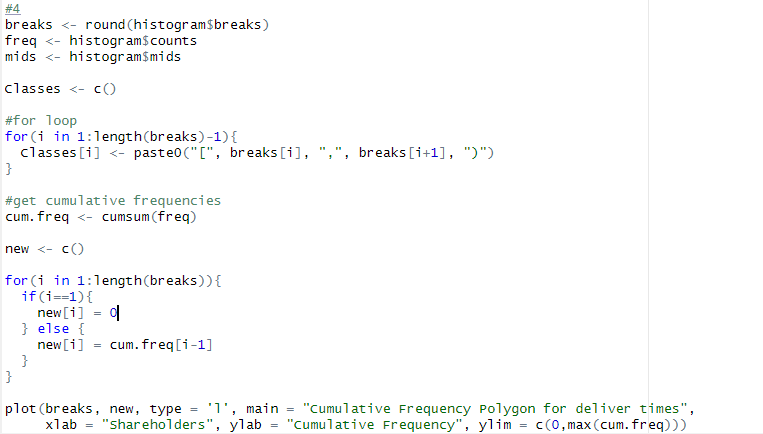 #4
breaks <- round(histogram$breaks)
freq <- histogram$counts
mids <- histogram$mids
Classes <- c()
#for loop
for(i in 1:length(breaks)-1){
  Classes[i] <- paste0("[", breaks[i], ",", breaks[i+1], ")")
}
#get cumulative frequencies
cum.freq <- cumsum(freq)
new <- c()
for(i in 1:length(breaks)){
  if(i==1){
    new[i] = 0
  } else {
    new[i] = cum.freq[i-1]
  }
}
plot(breaks, new, type = 'l', main = "Cumulative Frequency Polygon for deliver times",
     xlab = "Shareholders", ylab = "Cumulative Frequency", ylim = c(0,max(cum.freq)))